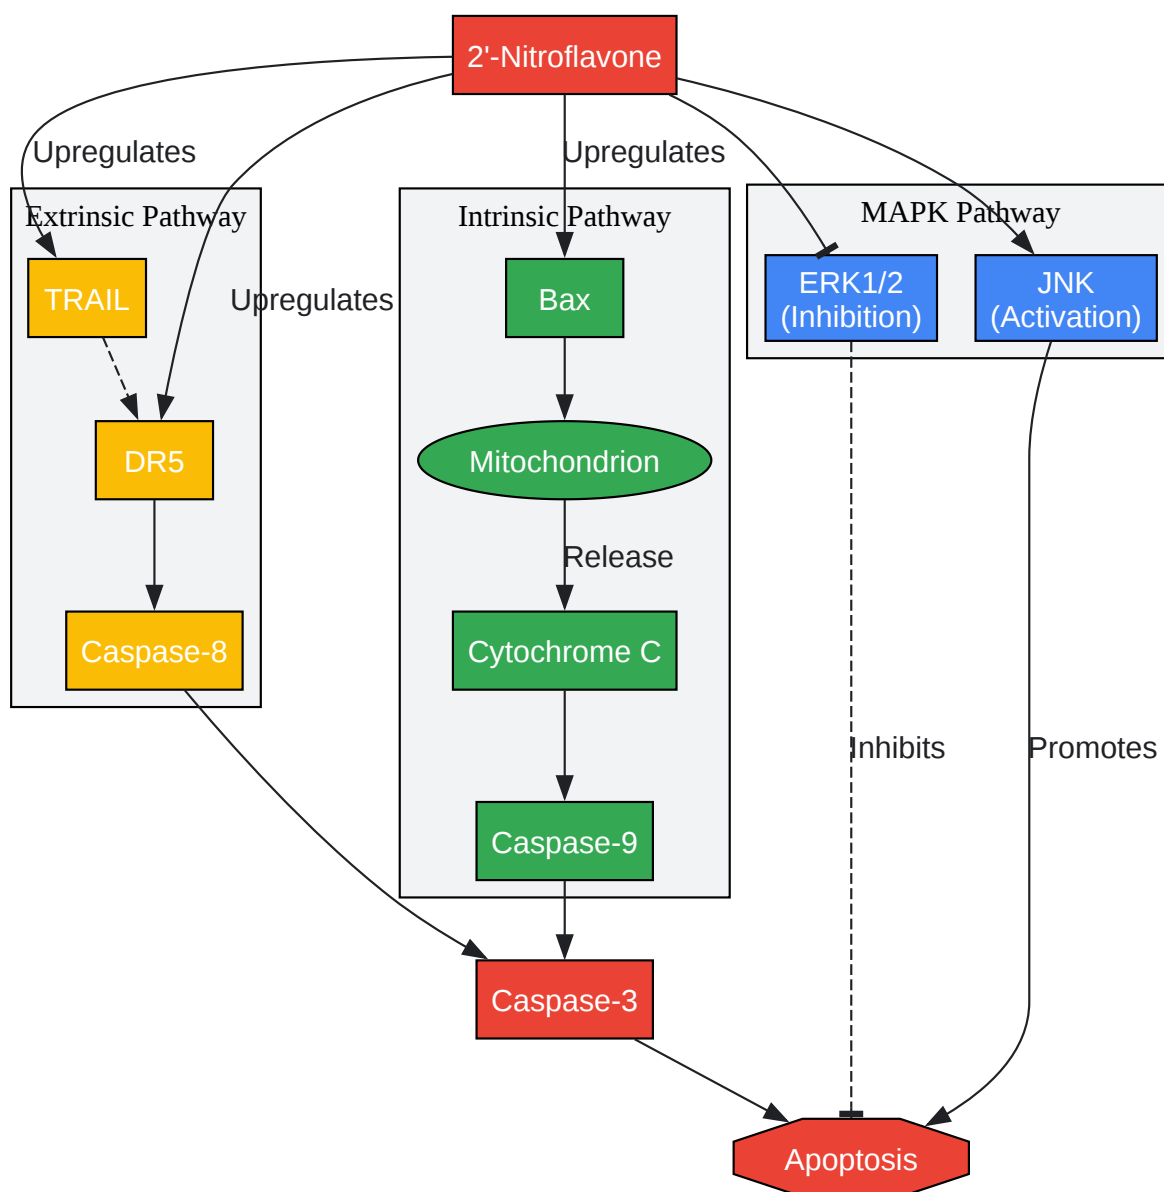 2'-Nitroflavone
Upregulates
Upregulates
Extrinsic Pathway
Intrinsic Pathway
MAPK Pathway
TRAIL
Upregulates
Bax
ERK1/2
(Inhibition)
JNK
(Activation)
DR5
Mitochondrion
Release
Caspase-8
Cytochrome C
Inhibits
Promotes
Caspase-9
Caspase-3
Apoptosis